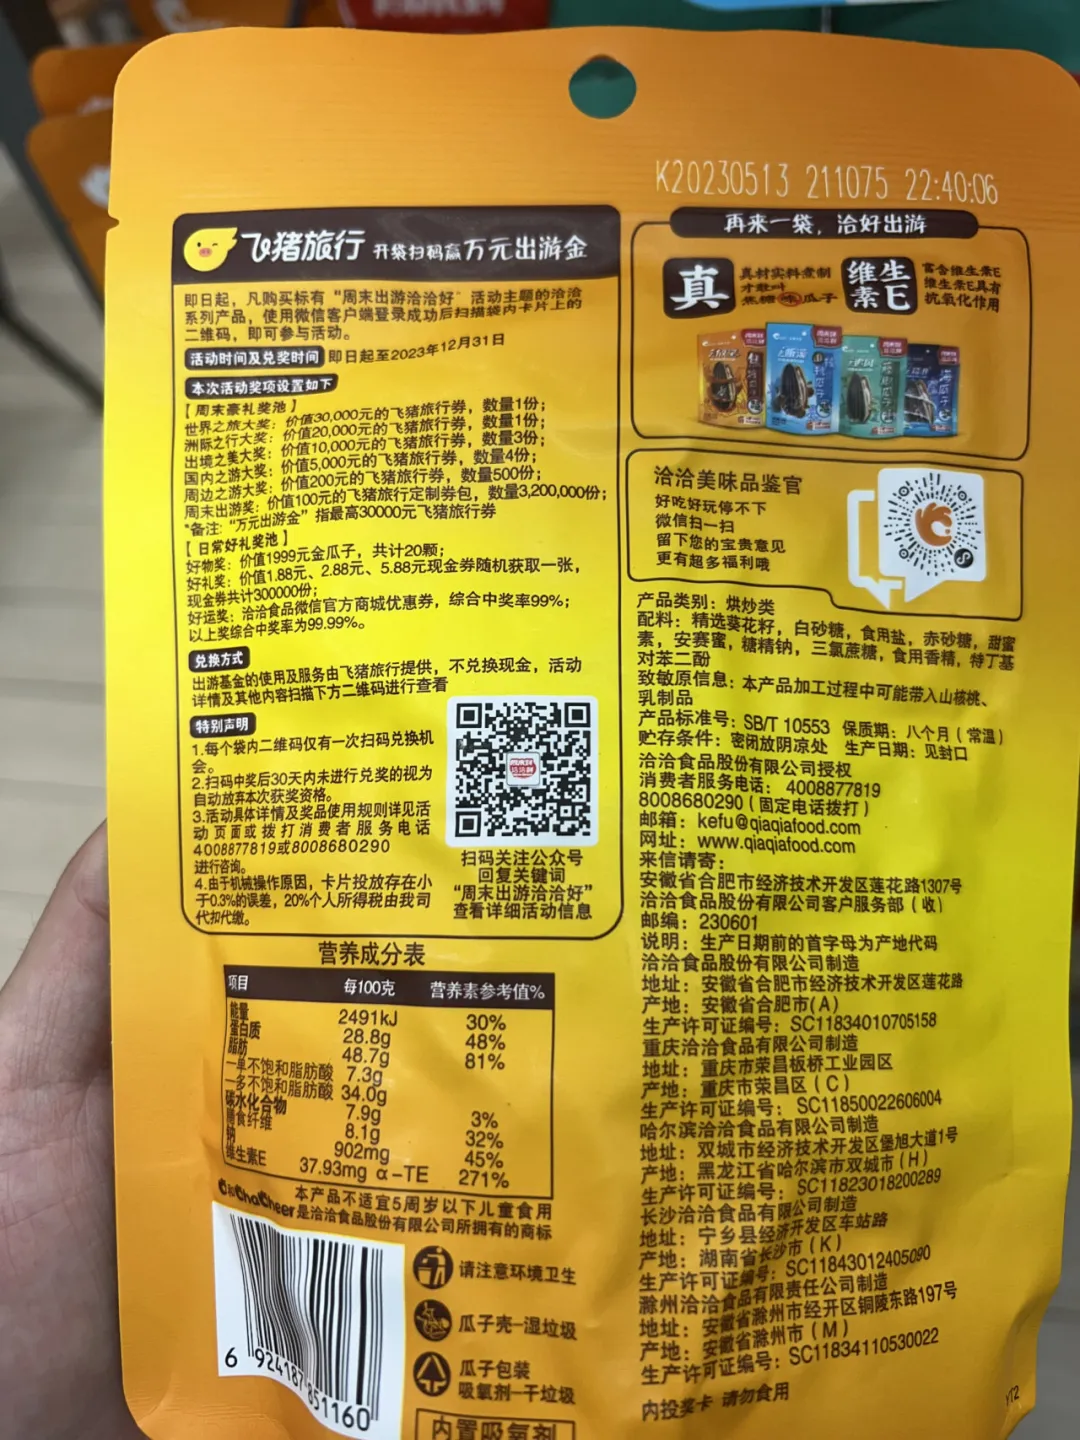 K20230513 211075 22:40:06
飞猪旅行 开袋扫码赢万元出游金
即日起，凡购买标有“周末出游洽洽好”活动主题的洽洽
系列产品，使用微信客户端登录成功后扫描袋内卡片上的
二维码，即可参与活动。
活动时间及兑奖时间 即日起至2023年12月31日
本次活动奖项设置如下
【周末豪礼奖池】
世界之旅大奖：价值30,000元的飞猪旅行券，数量1份；
洲际之行大奖：价值20,000元的飞猪旅行券，数量1份；
出境之美大奖：价值10,000元的飞猪旅行券，数量3份；
国内之游大奖：价值5,000元的飞猪旅行券，数量4份；
周边之游大奖：价值200元的飞猪旅行券，数量500份；
周末出游奖：价值100元的飞猪旅行定制券包，数量3,200,000份；
*备注：“万元出游金”指最高30000元飞猪旅行券
【日常好礼奖池】
好物奖：价值1999元金瓜子，共计20颗；
好礼奖：价值1.88元、2.88元、5.88元现金券随机获取一张，
现金券共计300000份；
好运奖：洽洽食品微信官方商城优惠券，综合中奖率99%；
以上奖综合中奖率为99.99%。
兑换方式
出游基金的使用及服务由飞猪旅行提供，不兑换现金，活动
详情及其他内容扫描下方二维码进行查看
特别声明
1.每个袋内二维码仅有一次扫码兑换机
会。
2.扫码中奖后30天内未进行兑奖的视为
自动放弃本次获奖资格。
3.活动具体详情及奖品使用规则详见活
动页面或拨打消费者服务电话
4008877819或8008680290
进行咨询。
4.由于机械操作原因，卡片投放存在小
于0.3%的误差，20%个人所得税由我司
代扣代缴。
扫码关注公众号
回复关键词
“周末出游洽洽好”
查看详细活动信息
营养成分表
项目 每100克 营养素参考值%
能量 2491kJ 30%
蛋白质 28.8g 48%
脂肪 48.7g 81%
—单不饱和脂肪酸 7.3g
—多不饱和脂肪酸 34.0g
碳水化合物 7.9g 3%
膳食纤维 8.1g 32%
钠 902mg 45%
维生素E 37.93mg α-TE 271%
本产品不适宜5周岁以下儿童食用
和ChaCheer是洽洽食品股份有限公司所拥有的商标
6 924187 851160
请注意环境卫生
瓜子壳—湿垃圾
瓜子包装
吸氧剂—干垃圾
内置吸氧剂
再来一袋，洽好出游
真
真材实料煮制
才敢叫
焦糖味瓜子
维生
素E
富含维生素E
维生素E具有
抗氧化作用
洽洽美味品鉴官
好吃好玩停不下
微信扫一扫
留下您的宝贵意见
更有超多福利哦
产品类别：烘炒类
配料：精选葵花籽，白砂糖，食用盐，赤砂糖，甜蜜
素，安赛蜜，糖精钠，三氯蔗糖，食用香精，特丁基
对苯二酚
致敏原信息：本产品加工过程中可能带入山核桃、
乳制品
产品标准号：SB/T 10553 保质期：八个月（常温）
贮存条件：密闭放阴凉处 生产日期：见封口
洽洽食品股份有限公司授权
消费者服务电话：4008877819
8008680290（固定电话拨打）
邮箱：kefu@qiaqiafood.com
网址：www.qiaqiafood.com
来信请寄：
安徽省合肥市经济技术开发区莲花路1307号
洽洽食品股份有限公司客户服务部（收）
邮编：230601
说明：生产日期前的首字母为产地代码
洽洽食品股份有限公司制造
地址：安徽省合肥市经济技术开发区莲花路
产地：安徽省合肥市(A)
生产许可证编号：SC11834010705158
重庆洽洽食品有限公司制造
地址：重庆市荣昌板桥工业园区
产地：重庆市荣昌区（C）
生产许可证编号：SC11850022606004
哈尔滨洽洽食品有限公司制造
地址：双城市经济技术开发区堡旭大道1号
产地：黑龙江省哈尔滨市双城市（H）
生产许可证编号：SC11823018200289
长沙洽洽食品有限公司制造
地址：宁乡县经济开发区车站路
产地：湖南省长沙市（K）
生产许可证编号：SC11843012405090
滁州洽洽食品有限责任公司制造
地址：安徽省滁州市经开区铜陵东路197号
产地：安徽省滁州市（M）
生产许可证编号：SC11834110530022
内投奖卡 请勿食用
YT2